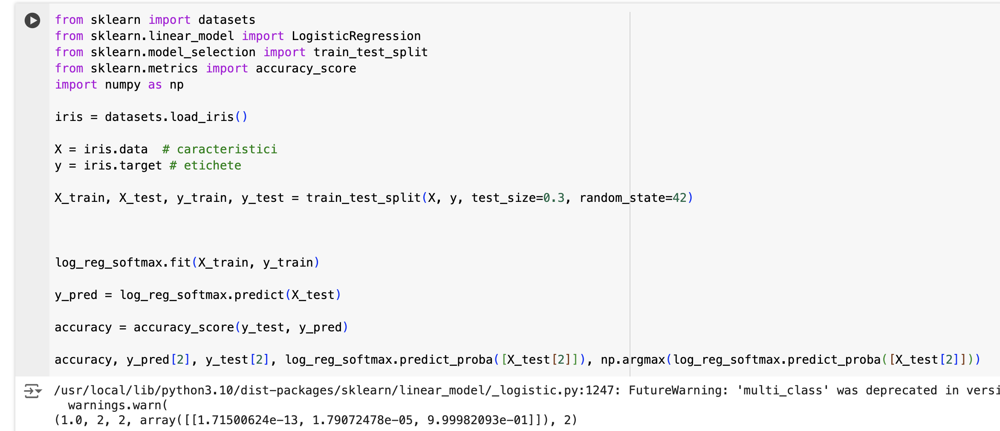 from sklearn import datasets
from sklearn.linear_model import LogisticRegression
from sklearn.model_selection import train_test_split
from sklearn.metrics import accuracy_score
import numpy as np
iris = datasets.load_iris()
X = iris.data  # caracteristici
y = iris.target # etichete
X_train, X_test, y_train, y_test = train_test_split(X, y, test_size=0.3, random_state=42)
log_reg_softmax.fit(X_train, y_train)
y_pred = log_reg_softmax.predict(X_test)
accuracy = accuracy_score(y_test, y_pred)
accuracy, y_pred[2], y_test[2], log_reg_softmax.predict_proba([X_test[2]]), np.argmax(log_reg_softmax.predict_proba([X_test[2]]))
/usr/local/lib/python3.10/dist-packages/sklearn/linear_model/_logistic.py:1247: FutureWarning: 'multi_class' was deprecated in versi
  warnings.warn(
(1.0, 2, 2, array([[1.71500624e-13, 1.79072478e-05, 9.99982093e-01]]), 2)